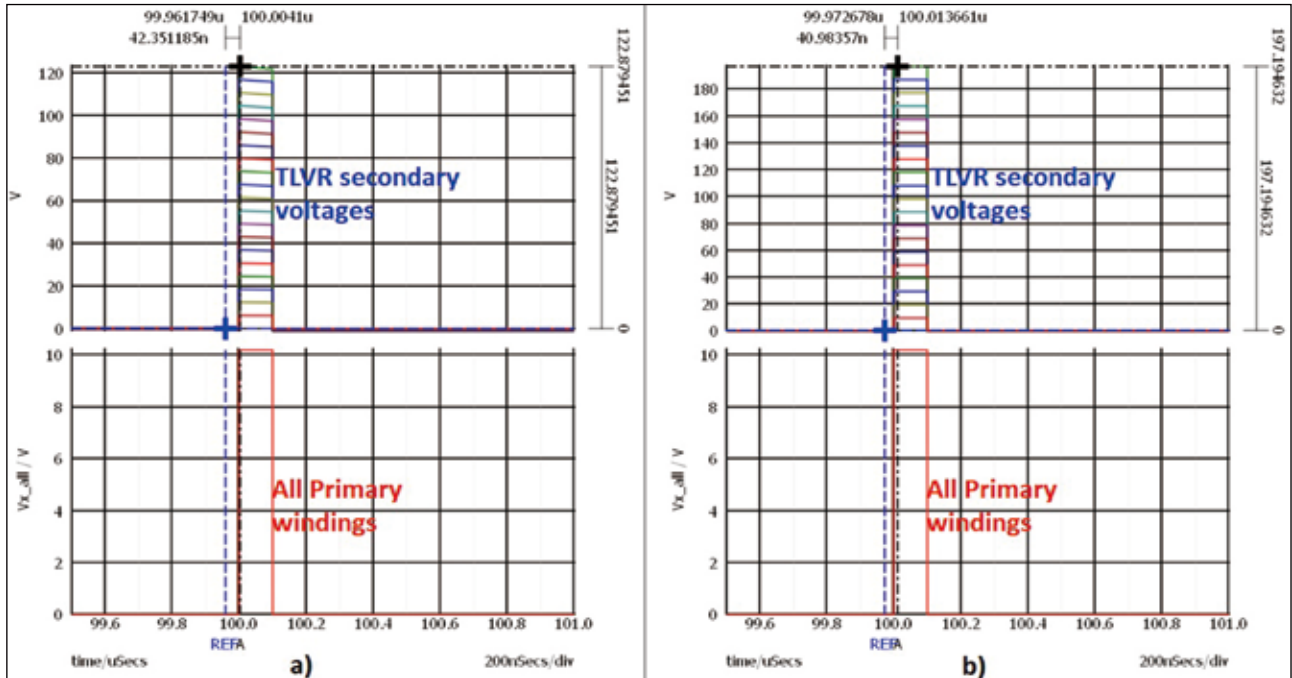 99.961749u 100.0041u
42.351185n
120
100
80
60
40
20
0
V
TLVR secondary
voltages
122.879451
122.879451
0
10
8
6
4
2
0
Vx_all / V
All Primary
windings
99.6 99.8 100.0 100.2 100.4 100.6 100.8 101.0
REFA
time/uSecs a) 200nSecs/div
99.972678u 100.013661u
40.98357n
180
160
140
120
100
80
60
40
20
0
V
TLVR secondary
voltages
197.194632
197.194632
0
10
8
6
4
2
0
Vx_all / V
All Primary
windings
99.6 99.8 100.0 100.2 100.4 100.6 100.8 101.0
REFA
time/uSecs b) 200nSecs/div